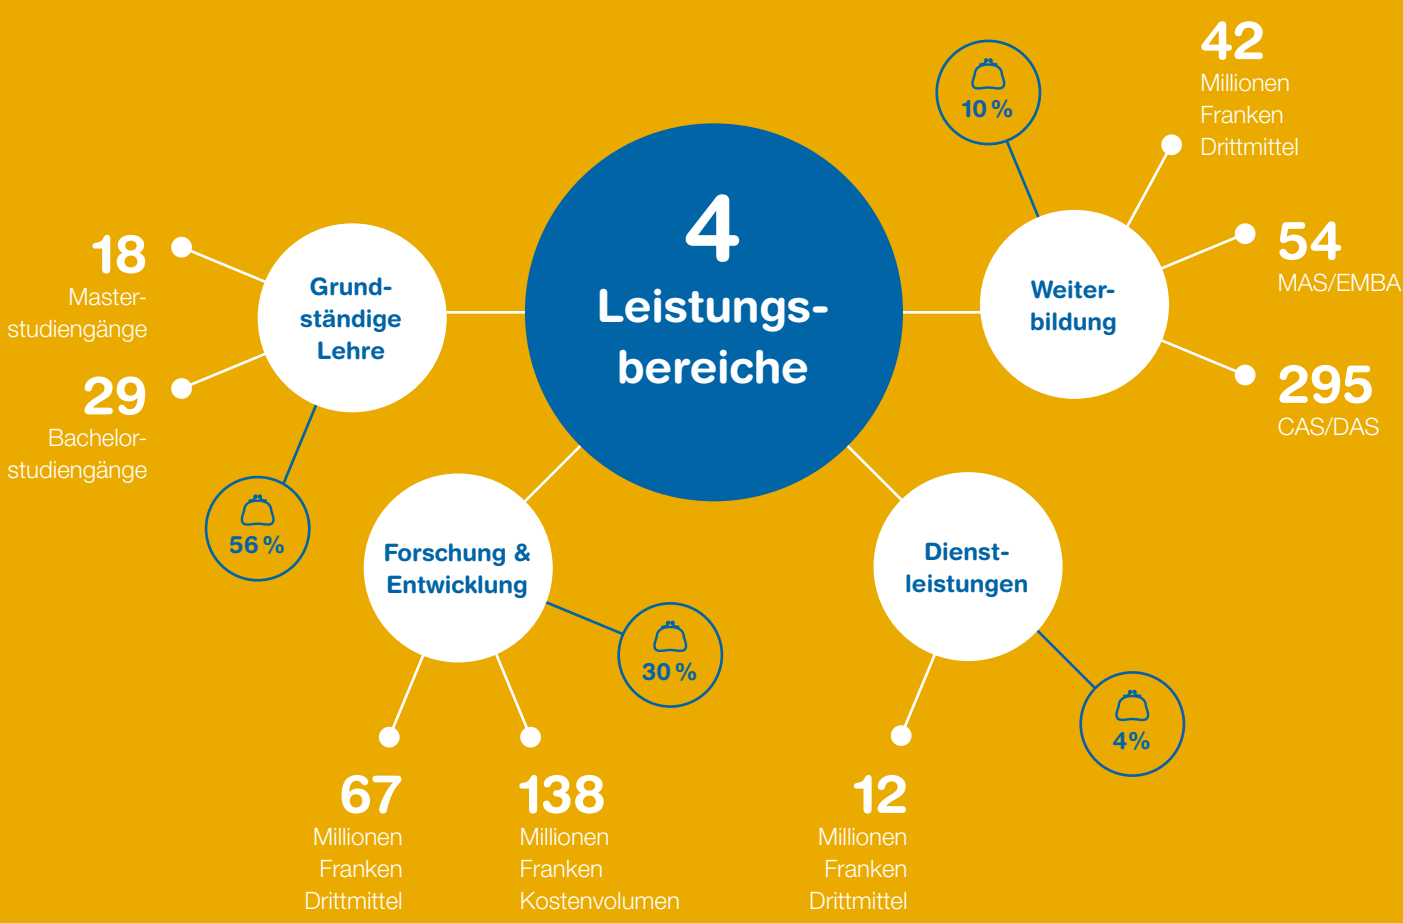 4
Leistungs-
bereiche
Grund-
ständige
Lehre
18
Master-
studiengänge
29
Bachelor-
studiengänge
56 %
Forschung &
Entwicklung
30 %
67
Millionen
Franken
Drittmittel
138
Millionen
Franken
Kostenvolumen
Dienst-
leistungen
4%
12
Millionen
Franken
Drittmittel
Weiter-
bildung
10 %
42
Millionen
Franken
Drittmittel
54
MAS/EMBA
295
CAS/DAS